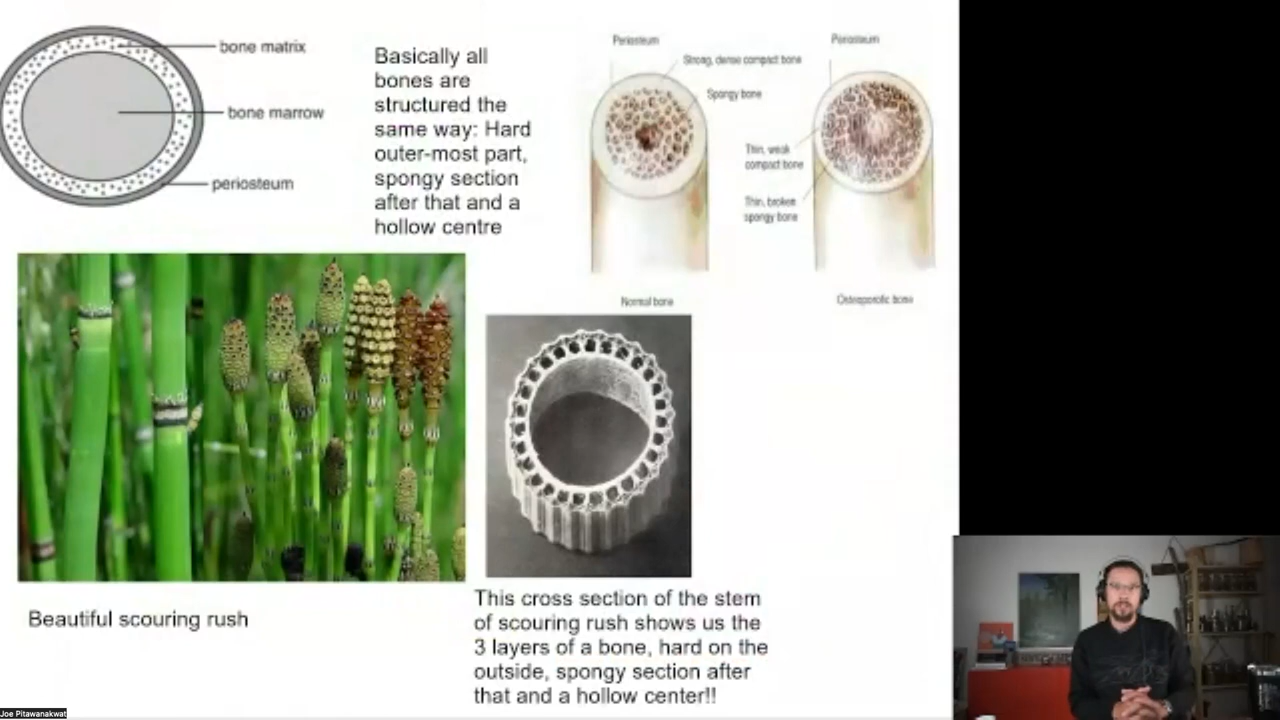 bone matrix
bone marrow
periosteum
Basically all
bones are
structured the
same way: Hard
outer-most part,
spongy section
after that and a
hollow centre
Periosteum
Strong, dense compact bone
Spongy bone
Periosteum
Thin, weak
compact bone
Thin, broken
spongy bone
Normal bone
Osteoporotic bone
Beautiful scouring rush
This cross section of the stem
of scouring rush shows us the
3 layers of a bone, hard on the
outside, spongy section after
that and a hollow center!!
Joe Pitawanakwat